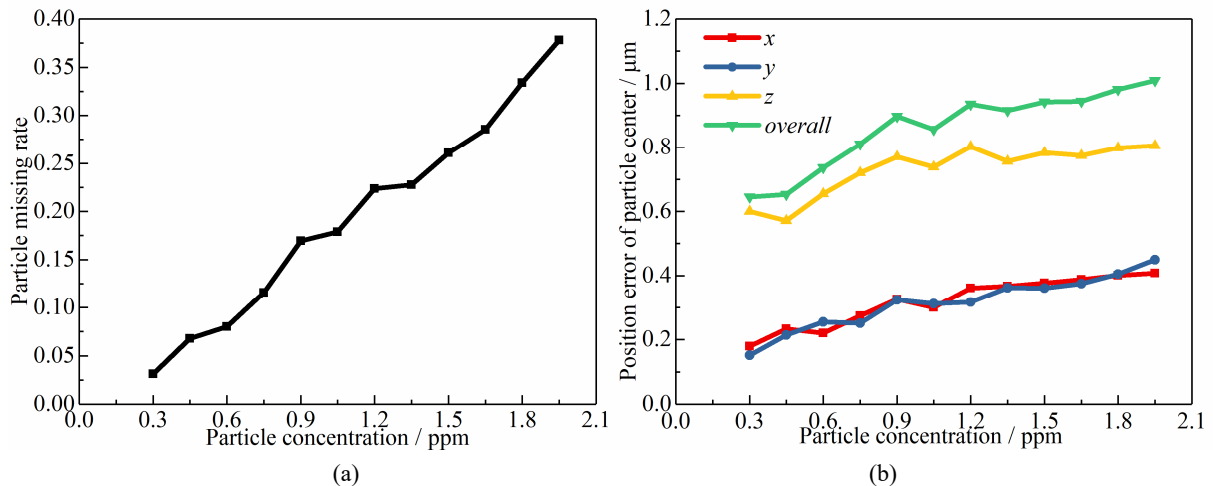 0.40
0.35
0.30
0.25
0.20
0.15
0.10
0.05
0.00
Particle missing rate
0.0 0.3 0.6 0.9 1.2 1.5 1.8 2.1
Particle concentration / ppm
(a)
1.2
1.0
0.8
0.6
0.4
0.2
0.0
Position error of particle center / μm
x
y
z
overall
0.0 0.3 0.6 0.9 1.2 1.5 1.8 2.1
Particle concentration / ppm
(b)